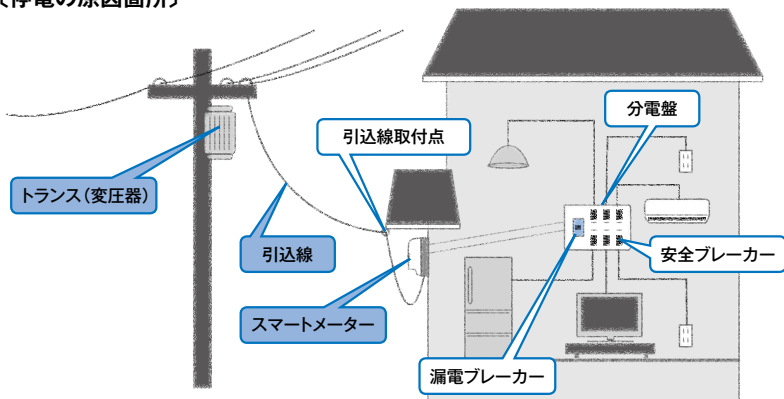 〈停電の原因箇所〉
分電盤
引込線取付点
トランス(変圧器)
引込線
安全ブレーカー
スマートメーター
漏電ブレーカー